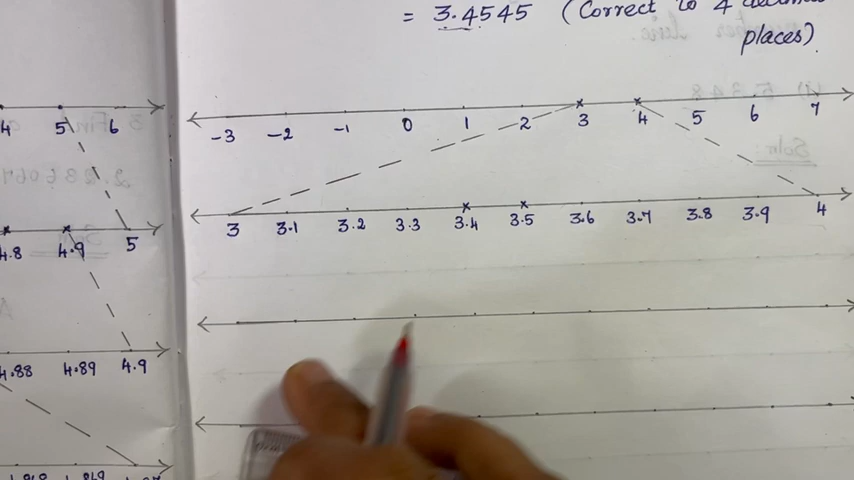 = 3.4545 (Correct to 4
places)
4 5 6
-3 -2 -1 0 1 2 3 4 5 6 7
3 3.1 3.2 3.3 3.4 3.5 3.6 3.7 3.8 3.9 4
4.8 4.9 5
4.88 4.89 4.9